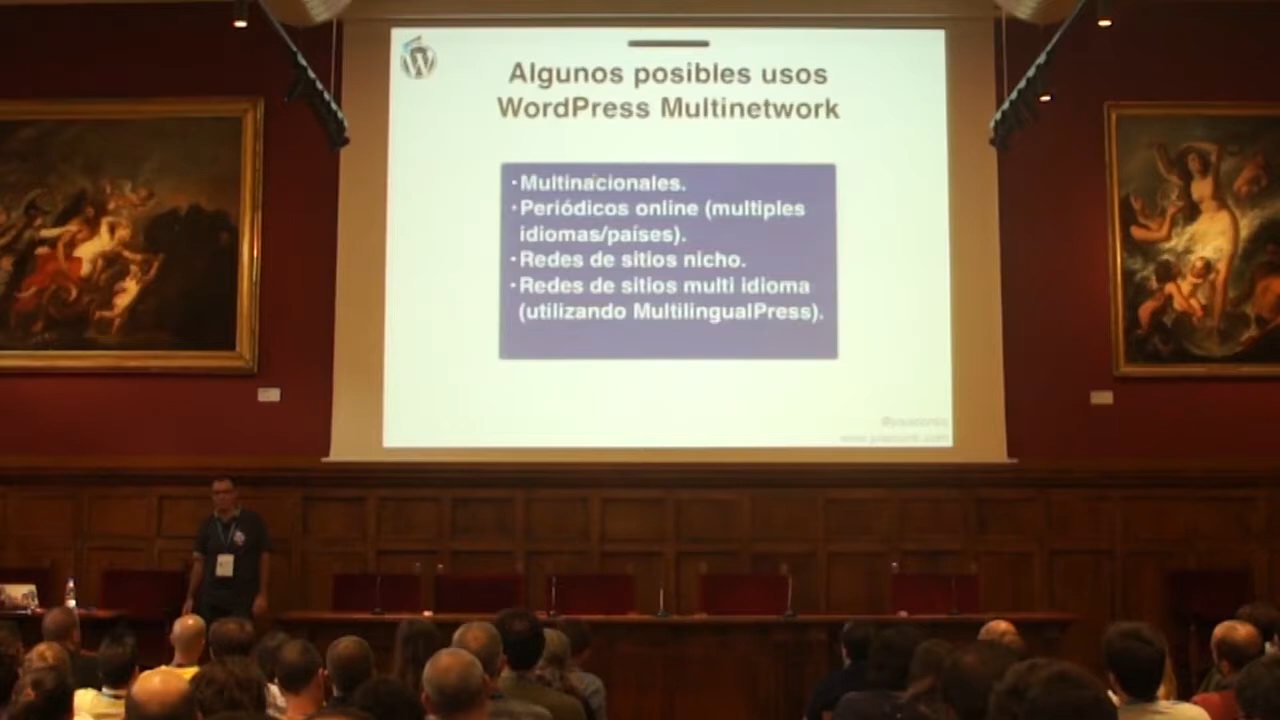 Algunos posibles usos
WordPress Multinetwork
·Multinacionales.
·Periódicos online (multiples
idiomas/países).
·Redes de sitios nicho.
·Redes de sitios multi idioma
(utilizando MultilingualPress).